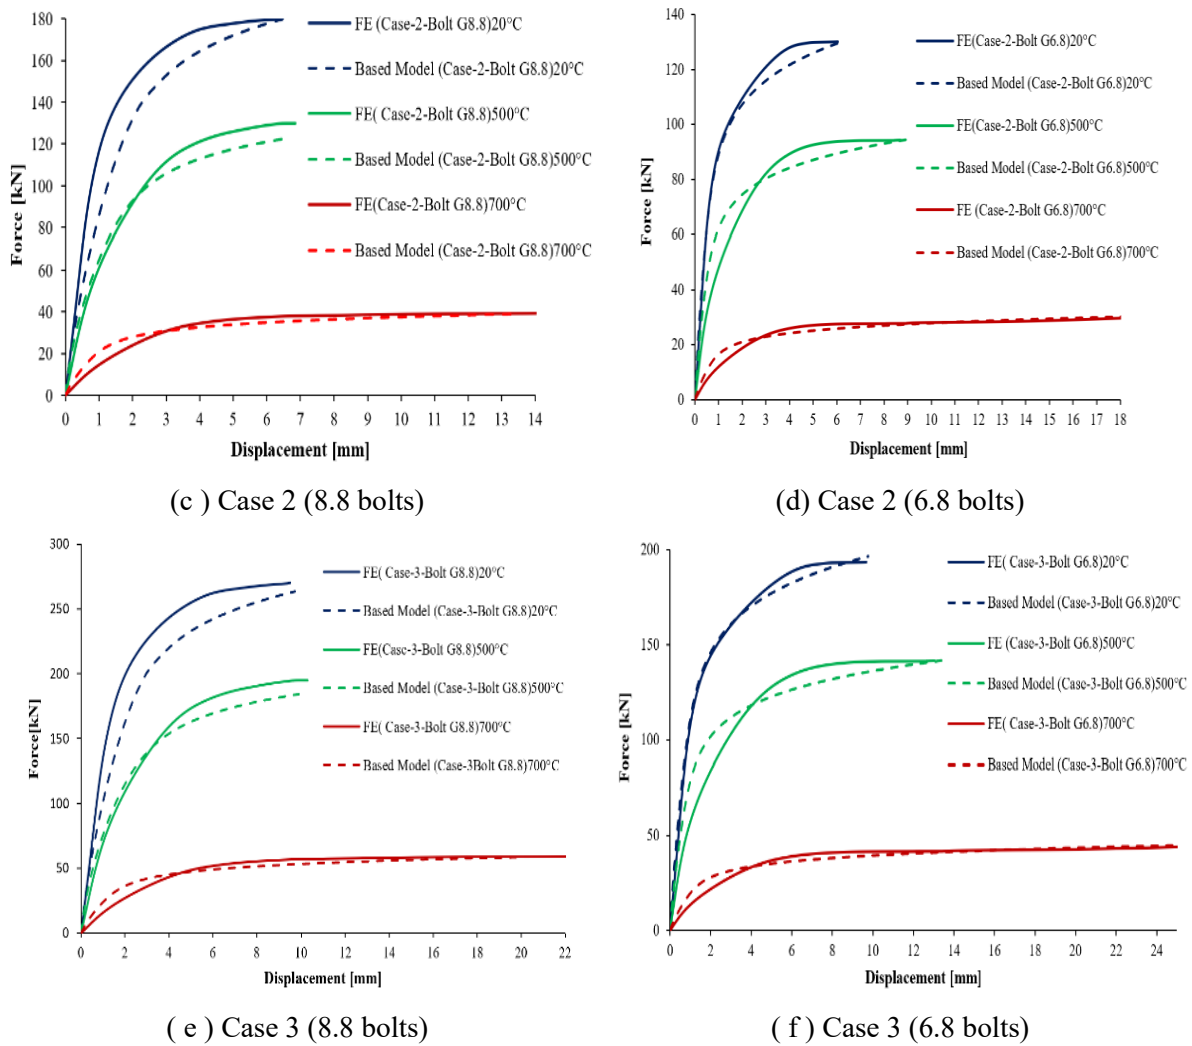 180
160
140
120
100
80
60
40
20
0
Force [kN]
0 1 2 3 4 5 6 7 8 9 10 11 12 13 14
Displacement [mm]
FE (Case-2-Bolt G8.8)20°C
Based Model (Case-2-Bolt G8.8)20°C
FE( Case-2-Bolt G8.8)500°C
Based Model (Case-2-Bolt G8.8)500°C
FE(Case-2-Bolt G8.8)700°C
Based Model (Case-2-Bolt G8.8)700°C
(c ) Case 2 (8.8 bolts)
140
120
100
80
60
40
20
0
Force [kN]
0 1 2 3 4 5 6 7 8 9 10 11 12 13 14 15 16 17 18
Displacement [mm]
FE(Case-2-Bolt G6.8)20°C
Based Model (Case-2-Bolt G6.8)20°C
FE(Case-2-Bolt G6.8)500°C
Based Model (Case-2-Bolt G6.8)500°C
FE (Case-2-Bolt G6.8)700°C
Based Model (Case-2-Bolt G6.8)700°C
(d) Case 2 (6.8 bolts)
300
250
200
150
100
50
0
Force[kN]
0 2 4 6 8 10 12 14 16 18 20 22
Displacement [mm]
FE( Case-3-Bolt G8.8)20°C
Based Model (Case-3-Bolt G8.8)20°C
FE(Case-3-Bolt G8.8)500°C
Based Model (Case-3-Bolt G8.8)500°C
FE( Case-3-Bolt G8.8)700°C
Based Model (Case-3Bolt G8.8)700°C
( e ) Case 3 (8.8 bolts)
200
150
100
50
0
Force [kN]
0 2 4 6 8 10 12 14 16 18 20 22 24
Displacement [mm]
FE( Case-3-Bolt G6.8)20°C
Based Model (Case-3-Bolt G6.8)20°C
FE (Case-3-Bolt G6.8)500°C
Based Model (Case-3-Bolt G6.8)500°C
FE( Case-3-Bolt G6.8)700°C
Based Model (Case-3-Bolt G6.8)700°C
( f ) Case 3 (6.8 bolts)